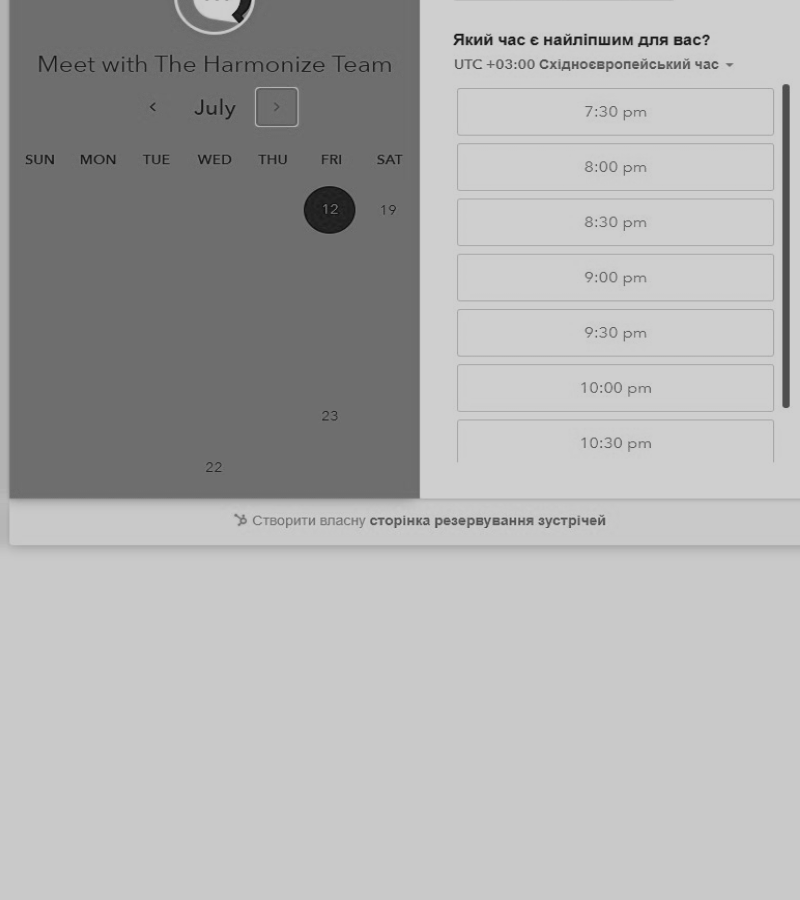 Meet with The Harmonize Team
‹ July ›
SUN MON TUE WED THU FRI SAT
12 19
23
22
Який час є найліпшим для вас?
UTC +03:00 Східноєвропейський час
7:30 pm
8:00 pm
8:30 pm
9:00 pm
9:30 pm
10:00 pm
10:30 pm
Створити власну сторінка резервування зустрічей